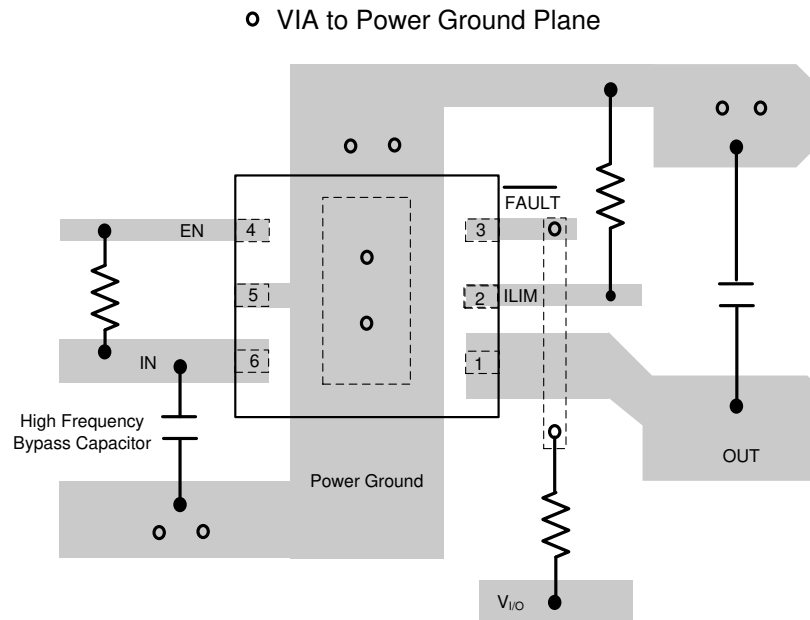 VIA to Power Ground Plane
FAULT
EN
4
3
5
2
ILIM
IN
6
1
High Frequency
Bypass Capacitor
Power Ground
OUT
VI/O